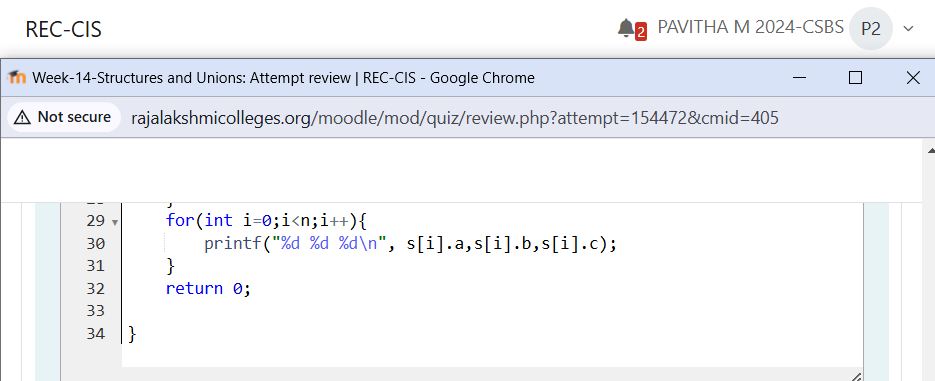 REC-CIS
2 PAVITHA M 2024-CSBS P2
Week-14-Structures and Unions: Attempt review | REC-CIS - Google Chrome
Not secure rajalakshmicolleges.org/moodle/mod/quiz/review.php?attempt=154472&cmid=405
29 for(int i=0;i<n;i++){
30 printf("%d %d %d\n", s[i].a,s[i].b,s[i].c);
31 }
32 return 0;
33
34 }